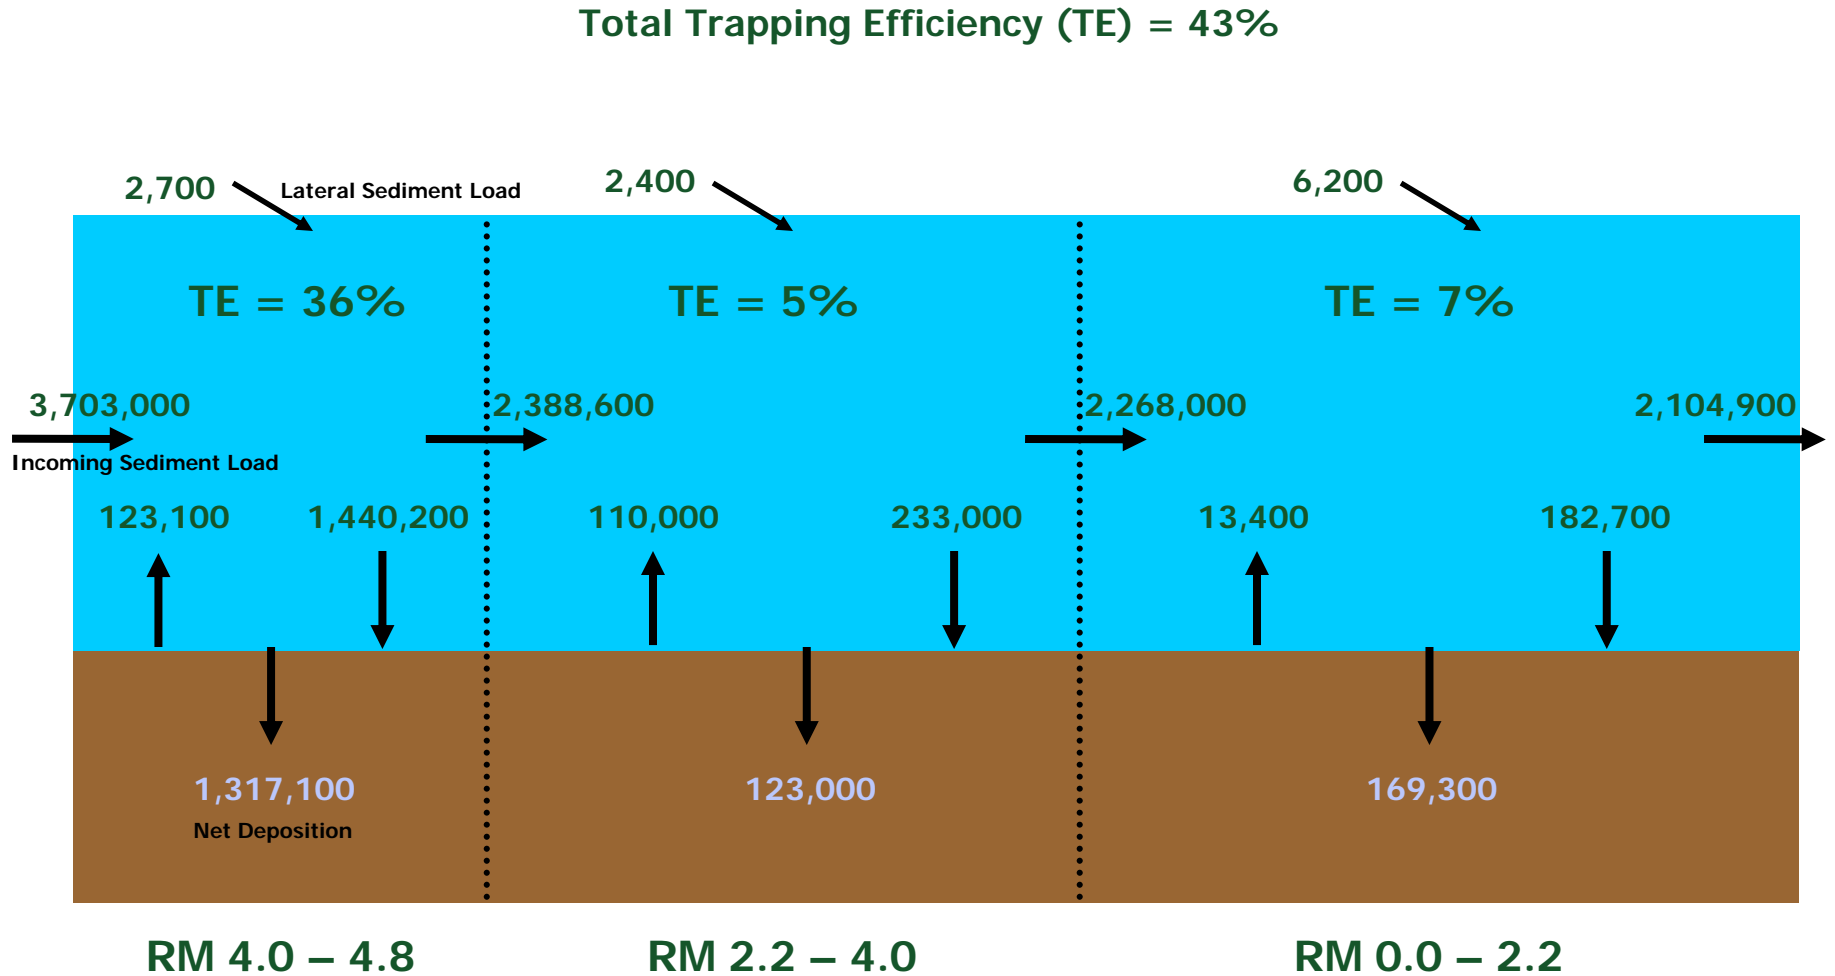 Total Trapping Efficiency (TE) = 43%
2,700
Lateral Sediment Load
2,400
6,200
TE = 36%
TE = 5%
TE = 7%
3,703,000
2,388,600
2,268,000
2,104,900
Incoming Sediment Load
123,100
1,440,200
110,000
233,000
13,400
182,700
1,317,100
123,000
169,300
Net Deposition
RM 4.0 – 4.8
RM 2.2 – 4.0
RM 0.0 – 2.2